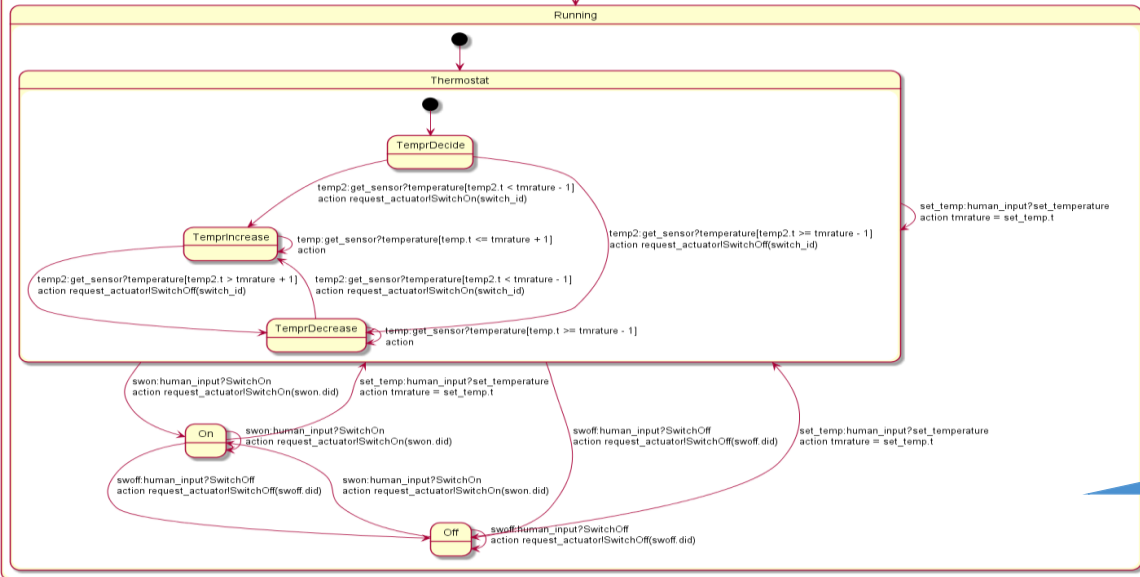 Running
Thermostat
TemprDecide
temp2:get_sensor?temperature[temp2.t < tmrature - 1]
action request_actuator!SwitchOn(switch_id)
set_temp:human_input?set_temperature
action tmrature = set_temp.t
TemprIncrease
temp:get_sensor?temperature[temp.t <= tmrature + 1]
action
temp2:get_sensor?temperature[temp2.t >= tmrature - 1]
action request_actuator!SwitchOff(switch_id)
temp2:get_sensor?temperature[temp2.t > tmrature + 1]
action request_actuator!SwitchOff(switch_id)
temp2:get_sensor?temperature[temp2.t < tmrature - 1]
action request_actuator!SwitchOn(switch_id)
TemprDecrease
temp:get_sensor?temperature[temp.t >= tmrature - 1]
action
swon:human_input?SwitchOn
action request_actuator!SwitchOn(swon.did)
set_temp:human_input?set_temperature
action tmrature = set_temp.t
On
swon:human_input?SwitchOn
action request_actuator!SwitchOn(swon.did)
swoff:human_input?SwitchOff
action request_actuator!SwitchOff(swoff.did)
set_temp:human_input?set_temperature
action tmrature = set_temp.t
swoff:human_input?SwitchOff
action request_actuator!SwitchOff(swoff.did)
swon:human_input?SwitchOn
action request_actuator!SwitchOn(swon.did)
Off
swoff:human_input?SwitchOff
action request_actuator!SwitchOff(swoff.did)